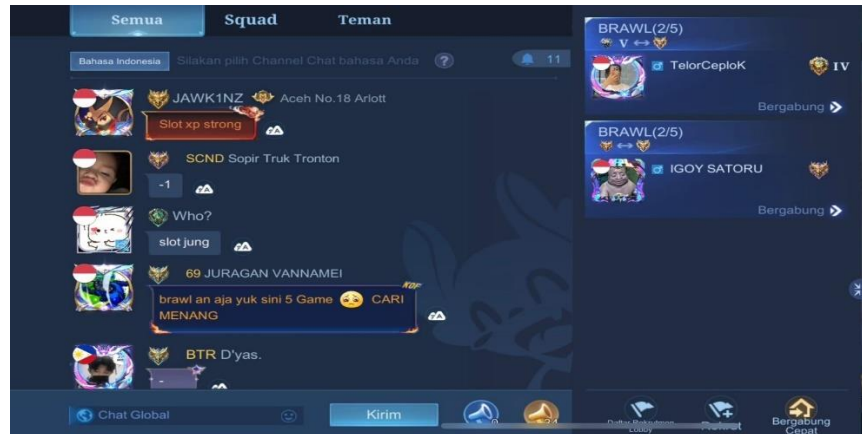 Semua
Squad
Teman
Bahasa Indonesia
Silakan pilih Channel Chat bahasa Anda ?
11
JAWK1NZ Aceh No.18 Arlott
Slot xp strong
SCND Sopir Truk Tronton
-1
Who?
slot jung
69 JURAGAN VANNAMEI
KOF
brawl an aja yuk sini 5 Game CARI
MENANG
BTR D'yas.
-
Chat Global
Kirim
BRAWL(2/5)
V
TelorCeploK
IV
Bergabung
BRAWL(2/5)
IGOY SATORU
Bergabung
Lobby
Rekrut
Bergabung
Cepat